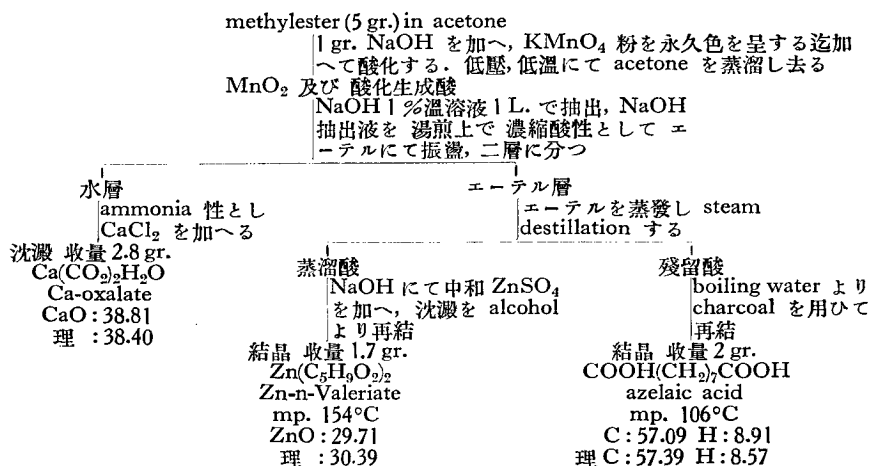 methylester (5 gr.) in acetone
1 gr. NaOH を加へ, KMnO₄ 粉を永久色を呈する迄加
へて酸化する. 低壓, 低溫にて acetone を蒸溜し去る
MnO₂ 及び 酸化生成酸
NaOH 1 %溫溶液 1 L. で抽出, NaOH
抽出液を 湯煎上で 濃縮酸性として エ
ーテルにて振盪, 二層に分つ
水層
ammonia 性とし
CaCl₂ を加へる
沈澱 收量 2.8 gr.
Ca(CO₂)₂H₂O
Ca-oxalate
CaO : 38.81
理 : 38.40
エーテル層
エーテルを蒸發し steam
destillation する
蒸溜酸
NaOH にて中和 ZnSO₄
を加へ, 沈澱を alcohol
より再結
結晶 收量 1.7 gr.
Zn(C₅H₉O₂)₂
Zn-n-Valeriate
mp. 154°C
ZnO : 29.71
理 : 30.39
殘留酸
boiling water より
charcoal を用ひて
再結
結晶 收量 2 gr.
COOH(CH₂)₇COOH
azelaic acid
mp. 106°C
C : 57.09 H : 8.91
理 C : 57.39 H : 8.57